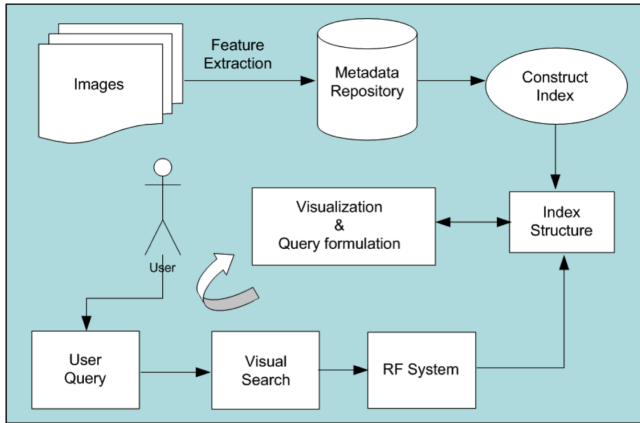 Images
Feature
Extraction
Metadata
Repository
Construct
Index
User
Visualization
&
Query formulation
Index
Structure
User
Query
Visual
Search
RF System